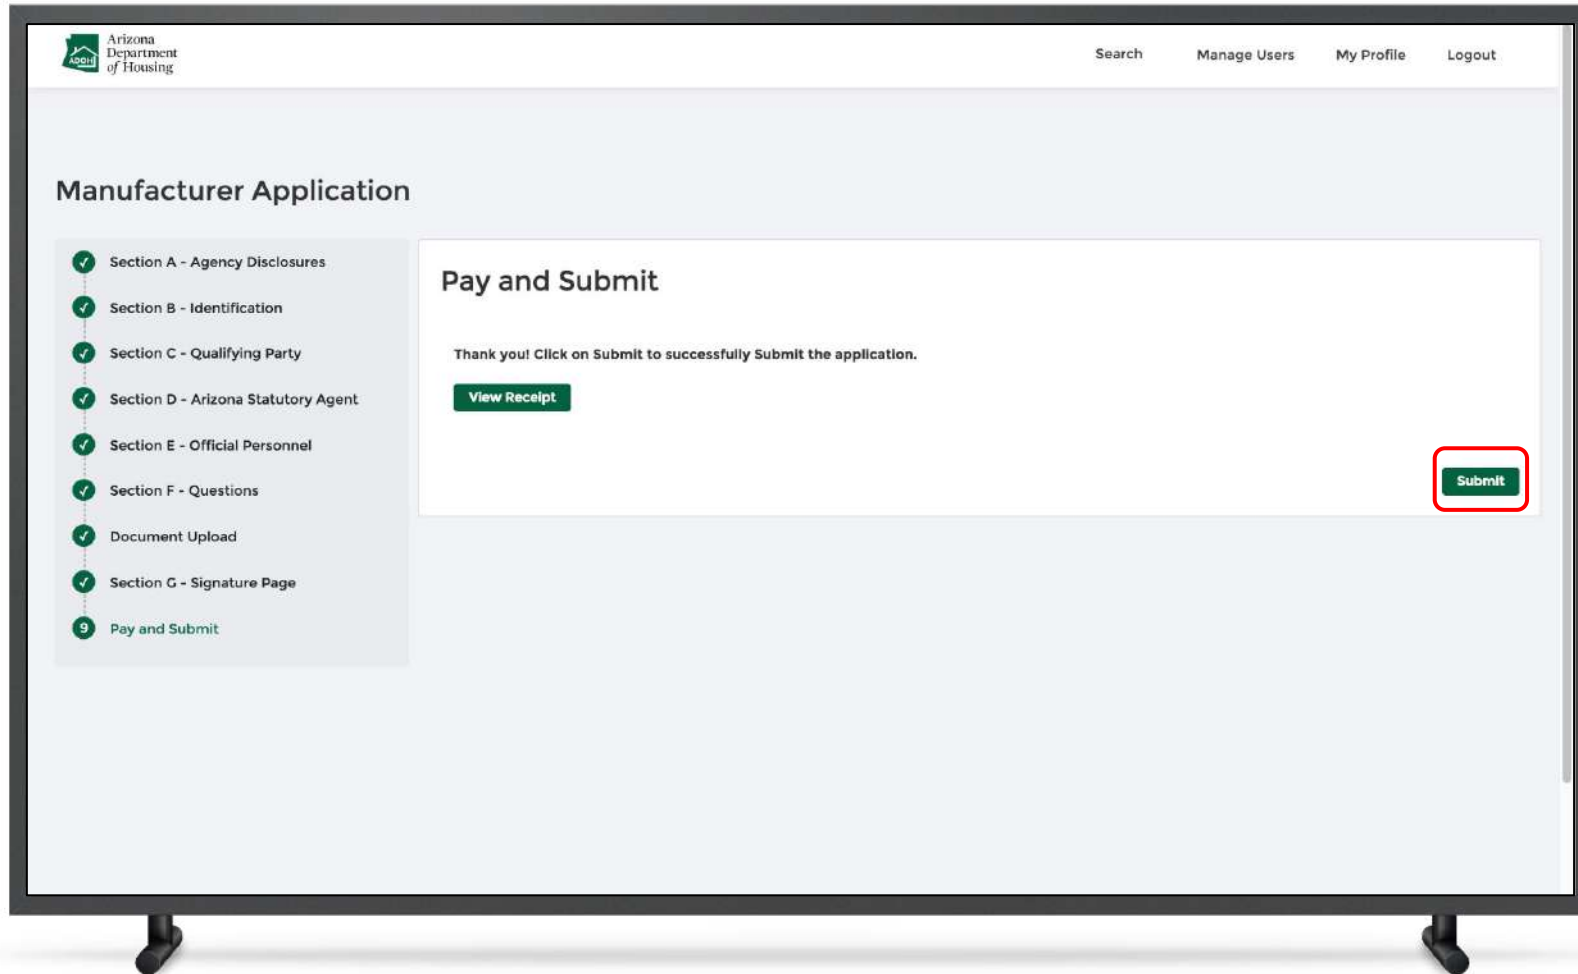 Arizona
Department
of Housing
ADOH
Search Manage Users My Profile Logout
Manufacturer Application
Section A - Agency Disclosures
Section B - Identification
Section C - Qualifying Party
Section D - Arizona Statutory Agent
Section E - Official Personnel
Section F - Questions
Document Upload
Section G - Signature Page
9 Pay and Submit
Pay and Submit
Thank you! Click on Submit to successfully Submit the application.
View Receipt
Submit